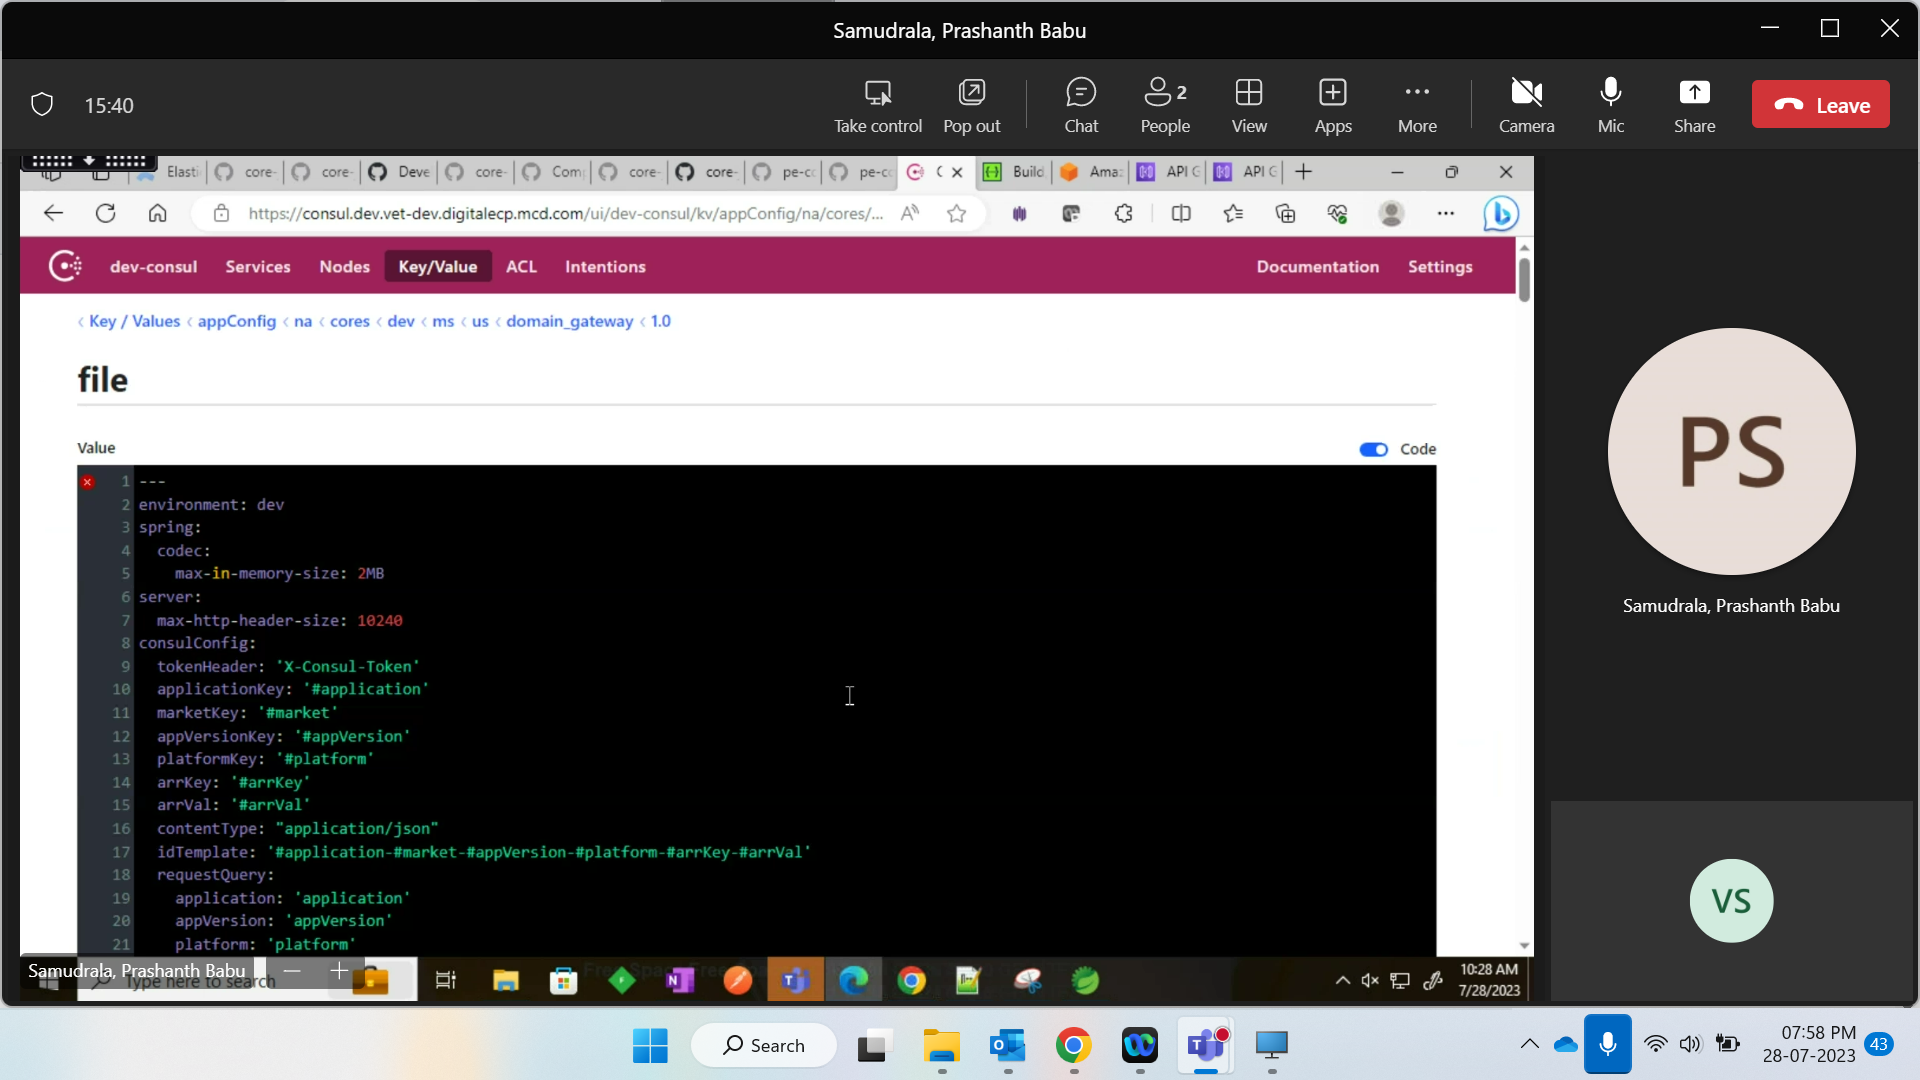 Samudrala, Prashanth Babu
15:40
Take control
Pop out
Chat
2
People
View
Apps
More
Camera
Mic
Share
Leave
Elasti
core-
core-
Deve
core-
Com
core-
core-
pe-cc
pe-cc
Build
Amaz
API G
API G
https://consul.dev.vet-dev.digitalecp.mcd.com/ui/dev-consul/kv/appConfig/na/cores/...
dev-consul
Services
Nodes
Key/Value
ACL
Intentions
Documentation
Settings
Key / Values
appConfig
na
cores
dev
ms
us
domain_gateway
1.0
file
Value
Code
1 ---
2 environment: dev
3 spring:
4 codec:
5 max-in-memory-size: 2MB
6 server:
7 max-http-header-size: 10240
8 consulConfig:
9 tokenHeader: 'X-Consul-Token'
10 applicationKey: '#application'
11 marketKey: '#market'
12 appVersionKey: '#appVersion'
13 platformKey: '#platform'
14 arrKey: '#arrKey'
15 arrVal: '#arrVal'
16 contentType: "application/json"
17 idTemplate: '#application-#market-#appVersion-#platform-#arrKey-#arrVal'
18 requestQuery:
19 application: 'application'
20 appVersion: 'appVersion'
21 platform: 'platform'
PS
Samudrala, Prashanth Babu
VS
Samudrala, Prashanth Babu
Type here to search
10:28 AM
7/28/2023
Search
07:58 PM
28-07-2023
43